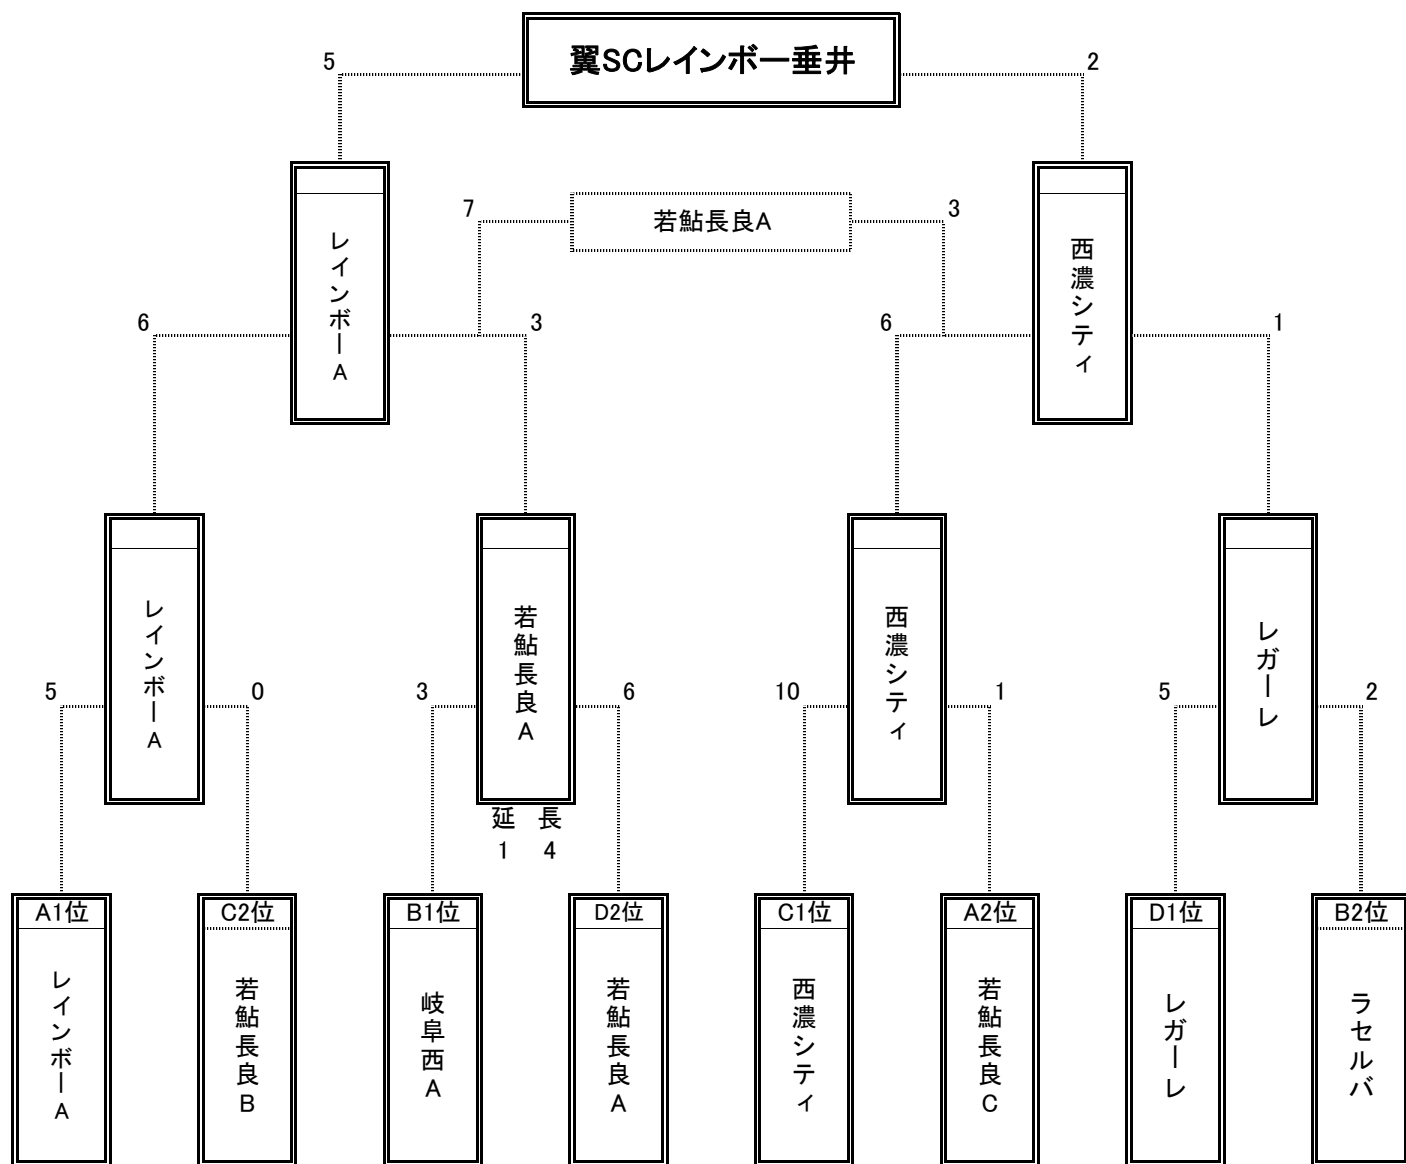 翼SCレインボー垂井
5
2
7
若鮎長良A
3
レインボーA
西濃シティ
6
3
6
1
レインボーA
若鮎長良A
西濃シティ
レガーレ
5
0
3
6
10
1
5
2
延 長
1 4
A1位
C2位
B1位
D2位
C1位
A2位
D1位
B2位
レインボーA
若鮎長良B
岐阜西A
若鮎長良A
西濃シティ
若鮎長良C
レガーレ
ラセルバ